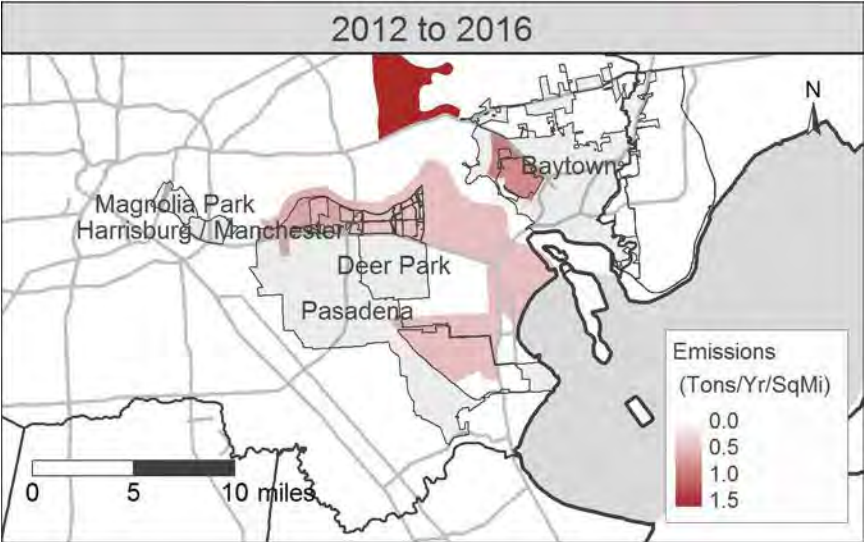 2012 to 2016
N
Baytown
Magnolia Park
Harrisburg Manchester
Deer Park
Pasadena
Emissions
(Tons/Yr/SqMi)
0.0
0.5
1.0
1.5
0 5 10 miles